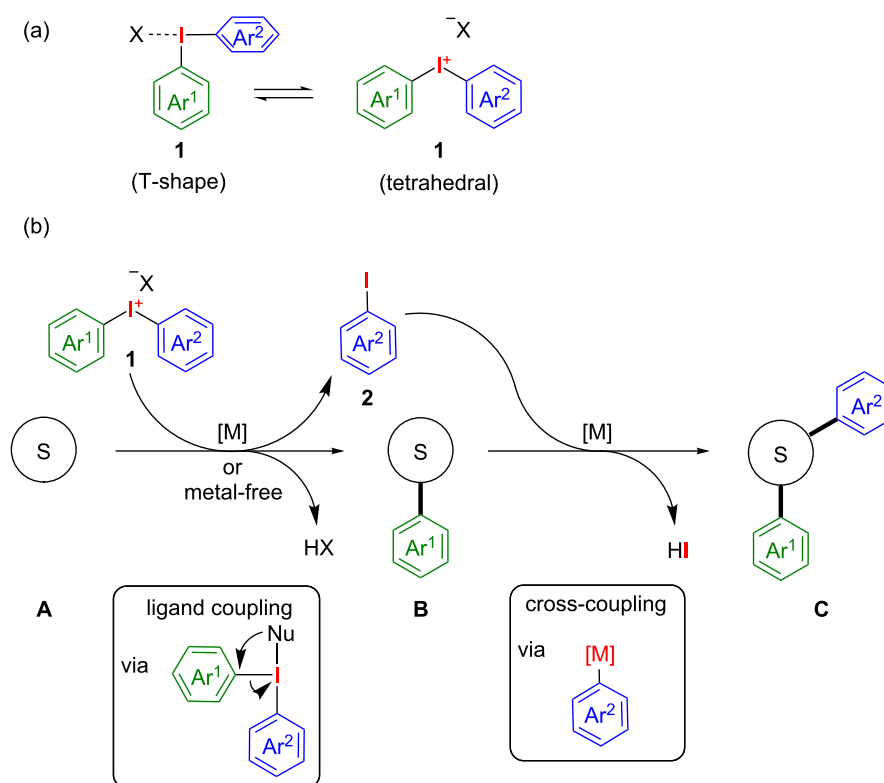 (a)
X I Ar²
Ar¹
1
(T-shape)
⁻X
I⁺
Ar¹ Ar²
1
(tetrahedral)
(b)
⁻X
I⁺
Ar¹ Ar²
1
I
Ar²
2
S
[M]
or
metal-free
HX
S
Ar¹
[M]
HI
Ar²
S
Ar¹
A
B
C
ligand coupling
Nu
via
Ar¹ I
Ar²
cross-coupling
via
[M]
Ar²